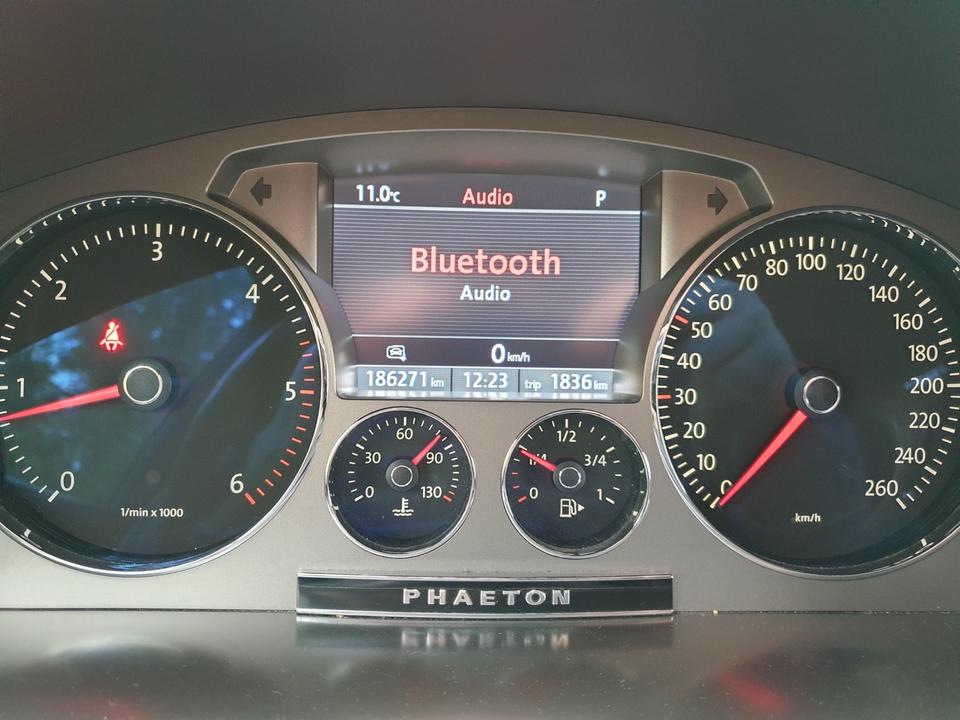 11.0°C Audio P
Bluetooth
Audio
0 km/h
186271 km 12:23 trip 1836 km
0 1 2 3 4 5 6
1/min x 1000
0 30 60 90 130
0 1/4 1/2 3/4 1
0 10 20 30 40 50 60 70 80 100 120 140 160 180 200 220 240 260
km/h
PHAETON